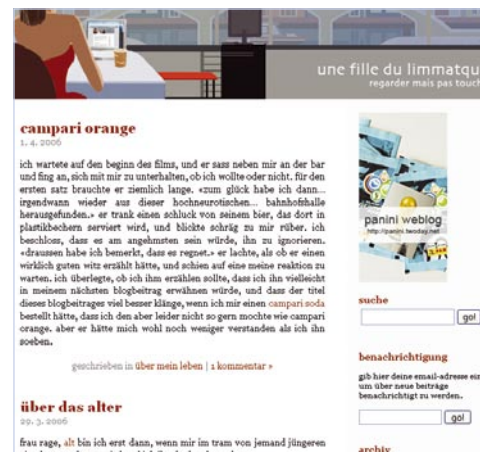 une fille du limmatqu
regarder mais pas touch
campari orange
1. 4. 2006
ich wartete auf den beginn des films, und er sass neben mir an der bar
und fing an, sich mit mir zu unterhalten, ob ich wollte oder nicht. für den
ersten satz brauchte er ziemlich lange. «zum glück habe ich dann...
irgendwann wieder aus dieser hochneurotischen... bahnhofshalle
herausgefunden.» er trank einen schluck von seinem bier, das dort in
plastikbechern serviert wird, und blickte schräg zu mir rüber. ich
beschloss, dass es am angehmsten sein würde, ihn zu ignorieren.
«draussen habe ich bemerkt, dass es regnet.» er lachte, als ob er einen
wirklich guten witz erzählt hätte, und schien auf eine meine reaktion zu
warten. ich überlegte, ob ich ihm erzählen sollte, dass ich ihn vielleicht
in meinem nächsten blogbeitrag erwähnen würde, und dass der titel
dieses blogbeitrages viel besser klänge, wenn ich mir einen campari soda
bestellt hätte, dass ich den aber leider nicht so gern mochte wie campari
orange. aber er hätte mich wohl noch weniger verstanden als ich ihn
soeben.
geschrieben in über mein leben | 1 kommentar »
über das alter
29. 3. 2006
frau rage, alt bin ich erst dann, wenn mir im tram von jemand jüngeren
panini weblog
http://panini.twoday.net
suche
go!
benachrichtigung
gib hier deine email-adresse ein
um über neue beiträge
benachrichtigt zu werden.
go!
archiv